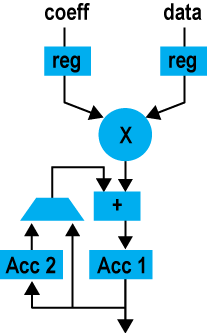 coeff data
reg reg
X
+
Acc 2 Acc 1